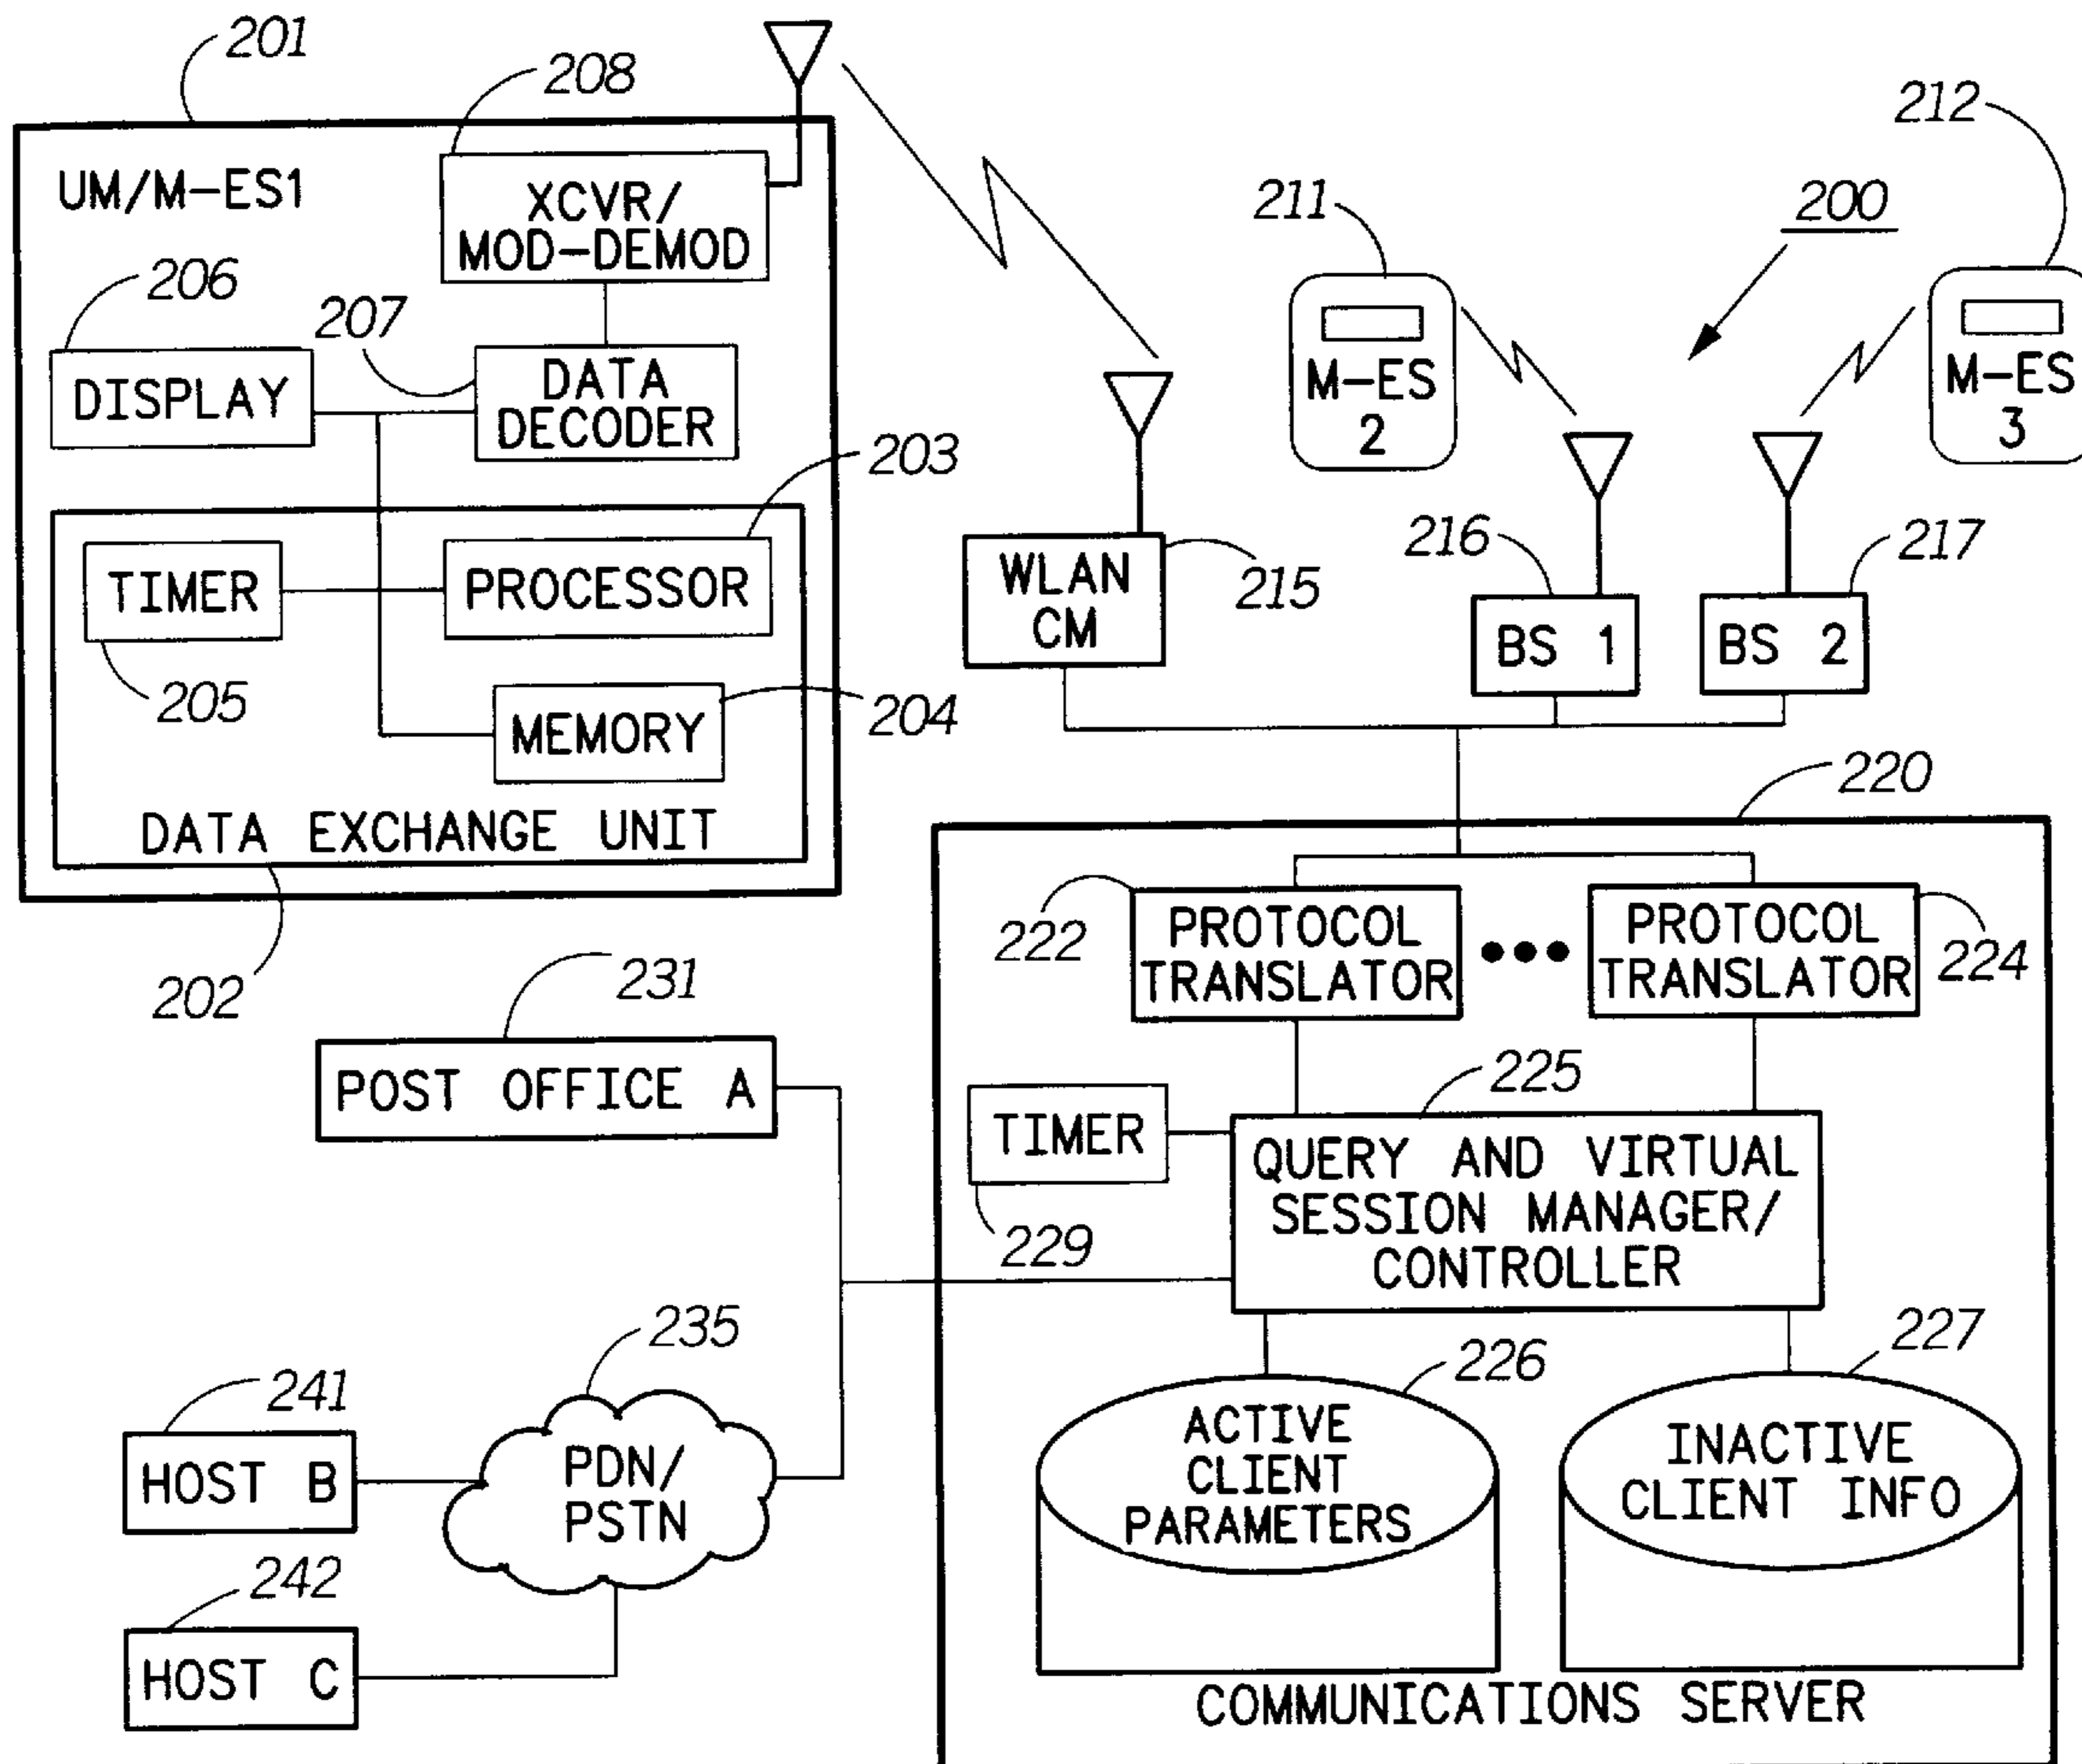 201
208
212
UM/M-ES1
XCVR/
MOD-DEMOD
211
200
206
207
DISPLAY
DATA
DECODER
M-ES
2
M-ES
3
203
TIMER
PROCESSOR
WLAN
CM
215
216
217
BS 1
BS 2
205
MEMORY
204
DATA EXCHANGE UNIT
202
220
222
PROTOCOL
TRANSLATOR
•••
PROTOCOL
TRANSLATOR
224
231
POST OFFICE A
225
TIMER
229
QUERY AND VIRTUAL
SESSION MANAGER/
CONTROLLER
235
226
227
241
HOST B
PDN/
PSTN
ACTIVE
CLIENT
PARAMETERS
INACTIVE
CLIENT INFO
242
HOST C
COMMUNICATIONS SERVER